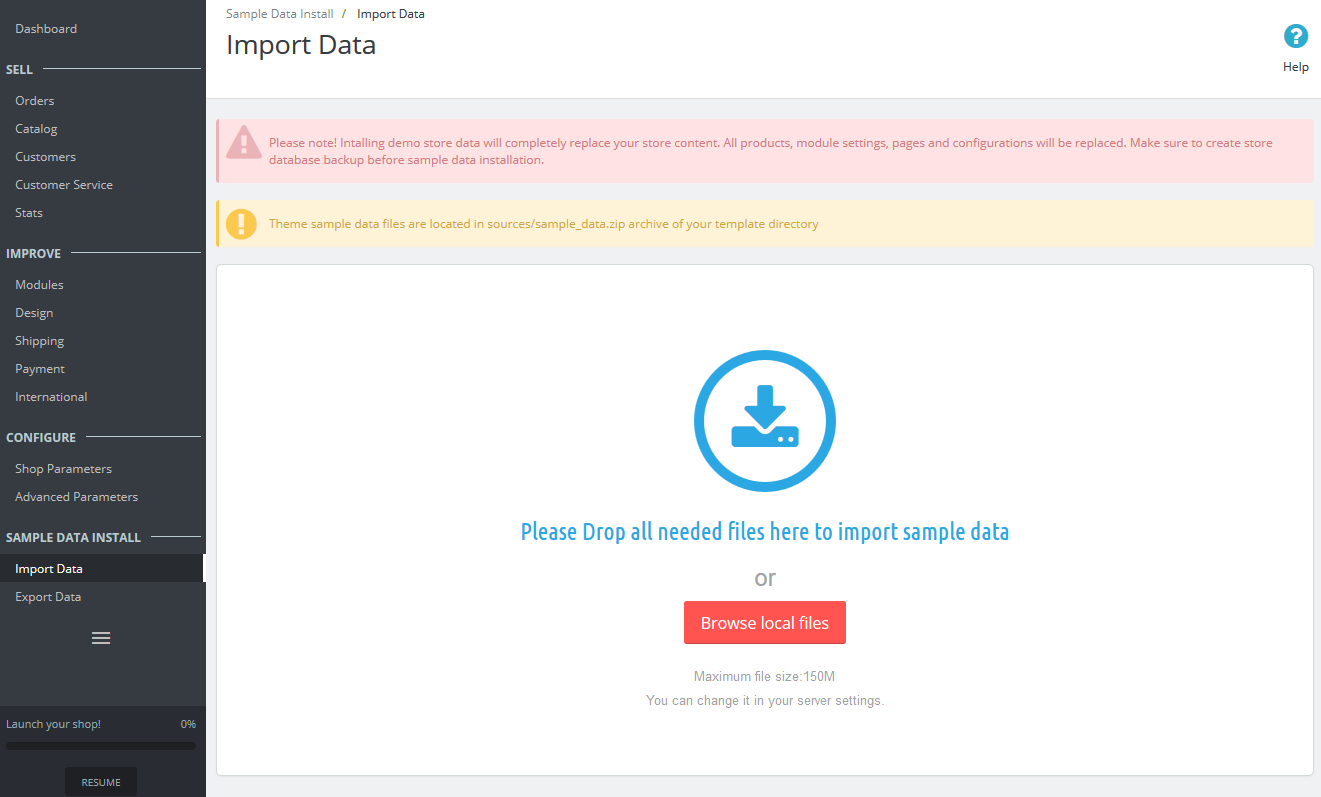 Dashboard
SELL
Orders
Catalog
Customers
Customer Service
Stats
IMPROVE
Modules
Design
Shipping
Payment
International
CONFIGURE
Shop Parameters
Advanced Parameters
SAMPLE DATA INSTALL
Import Data
Export Data
Launch your shop! 0%
RESUME
Sample Data Install / Import Data
Import Data
Help
Please note! Intalling demo store data will completely replace your store content. All products, module settings, pages and configurations will be replaced. Make sure to create store
database backup before sample data installation.
Theme sample data files are located in sources/sample_data.zip archive of your template directory
Please Drop all needed files here to import sample data
or
Browse local files
Maximum file size:150M
You can change it in your server settings.